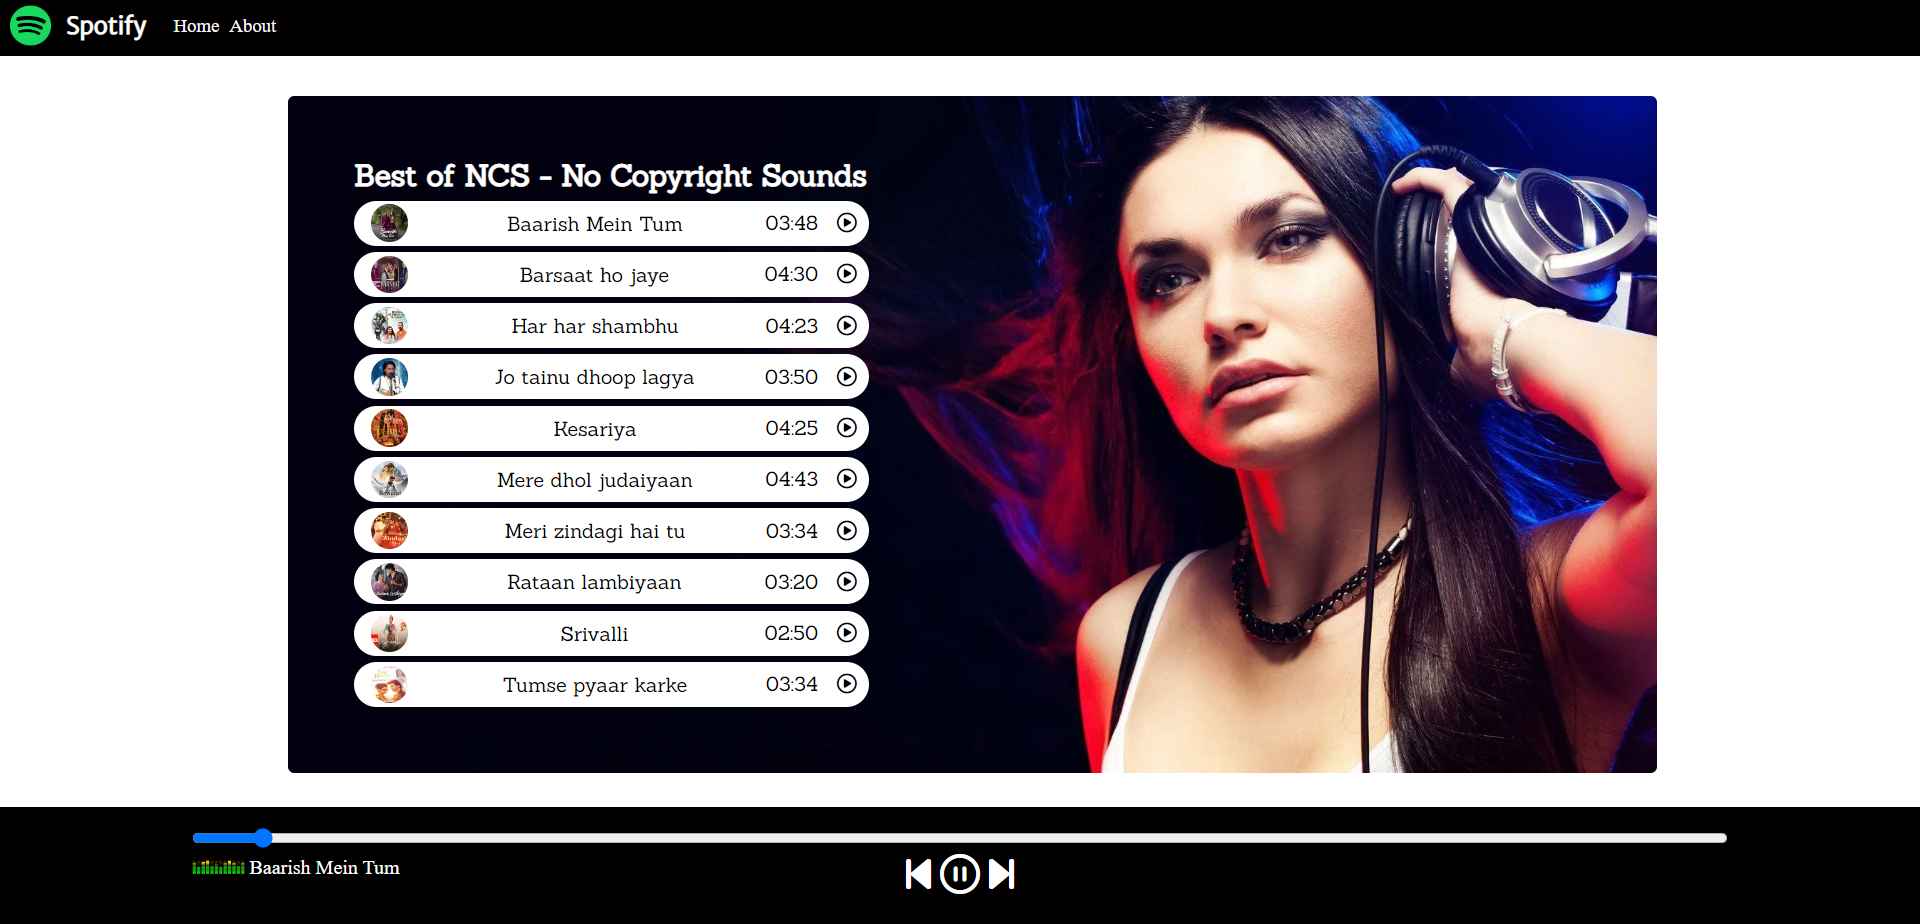 Spotify Home About
Best of NCS - No Copyright Sounds
Baarish Mein Tum 03:48
Barsaat ho jaye 04:30
Har har shambhu 04:23
Jo tainu dhoop lagya 03:50
Kesariya 04:25
Mere dhol judaiyaan 04:43
Meri zindagi hai tu 03:34
Rataan lambiyaan 03:20
Srivalli 02:50
Tumse pyaar karke 03:34
Baarish Mein Tum